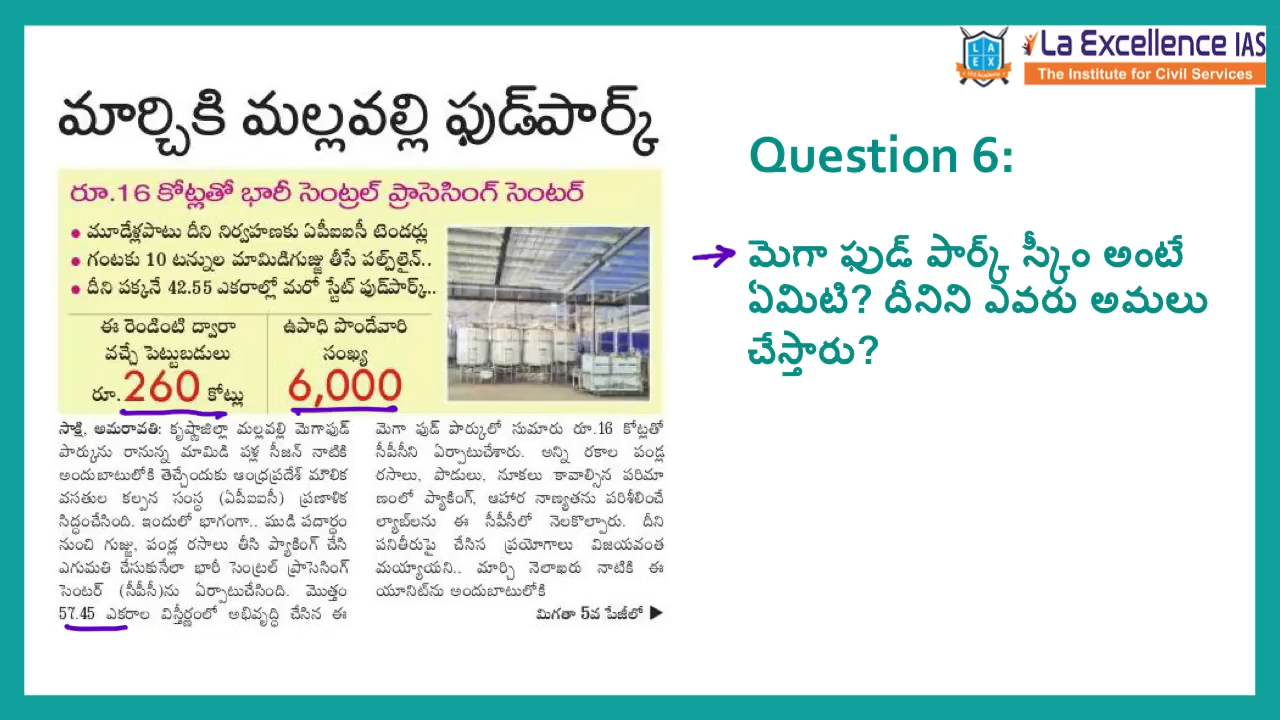 La Excellence IAS
The Institute for Civil Services
మార్చికి మల్లవల్లి ఫుడ్‌పార్క్
రూ.16 కోట్లతో భారీ సెంట్రల్ ప్రాసెసింగ్ సెంటర్
• మూడేళ్లపాటు దీని నిర్వహణకు ఏపీఐఐసీ టెండర్లు
• గంటకు 10 టన్నుల మామిడిగుజ్జు తీసే పల్ప్‌లైన్..
• దీని పక్కనే 42.55 ఎకరాల్లో మరో స్టేట్ ఫుడ్‌పార్క్..
ఈ రెండింటి ద్వారా
వచ్చే పెట్టుబడులు
రూ.260 కోట్లు
ఉపాధి పొందేవారి
సంఖ్య
6,000
సాక్షి, అమరావతి: కృష్ణాజిల్లా మల్లవల్లి మెగాఫుడ్
పార్కును రానున్న మామిడి పళ్ల సీజన్ నాటికి
అందుబాటులోకి తెచ్చేందుకు ఆంధ్రప్రదేశ్ మౌలిక
వసతుల కల్పన సంస్థ (ఏపీఐఐసీ) ప్రణాళిక
సిద్ధంచేసింది. ఇందులో భాగంగా.. ముడి పదార్థం
నుంచి గుజ్జు, పండ్ల రసాలు తీసి ప్యాకింగ్ చేసి
ఎగుమతి చేసుకునేలా భారీ సెంట్రల్ ప్రాసెసింగ్
సెంటర్ (సీపీసీ)ను ఏర్పాటుచేసింది. మొత్తం
57.45 ఎకరాల విస్తీర్ణంలో అభివృద్ధి చేసిన ఈ
మెగా ఫుడ్ పార్కులో సుమారు రూ.16 కోట్లతో
సీపీసీని ఏర్పాటుచేశారు. అన్ని రకాల పండ్ల
రసాలు, పొడులు, నూకలు కావాల్సిన పరిమా
ణంలో ప్యాకింగ్, ఆహార నాణ్యతను పరిశీలించే
ల్యాబ్‌లను ఈ సీపీసీలో నెలకొల్పారు. దీని
పనితీరుపై చేసిన ప్రయోగాలు విజయవంత
మయ్యాయని.. మార్చి నెలాఖరు నాటికి ఈ
యూనిట్‌ను అందుబాటులోకి
మిగతా 5వ పేజీలో ▶
Question 6:
మెగా ఫుడ్ పార్క్ స్కీం అంటే
ఏమిటి? దీనిని ఎవరు అమలు
చేస్తారు?